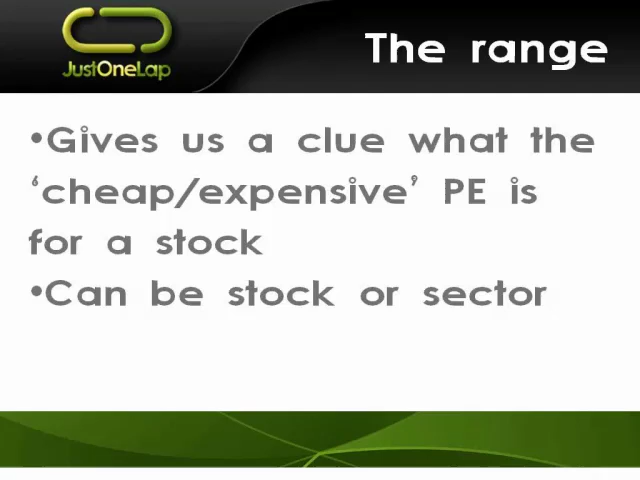 JustOneLap
The range
•Gives us a clue what the
‘cheap/expensive’ PE is
for a stock
•Can be stock or sector